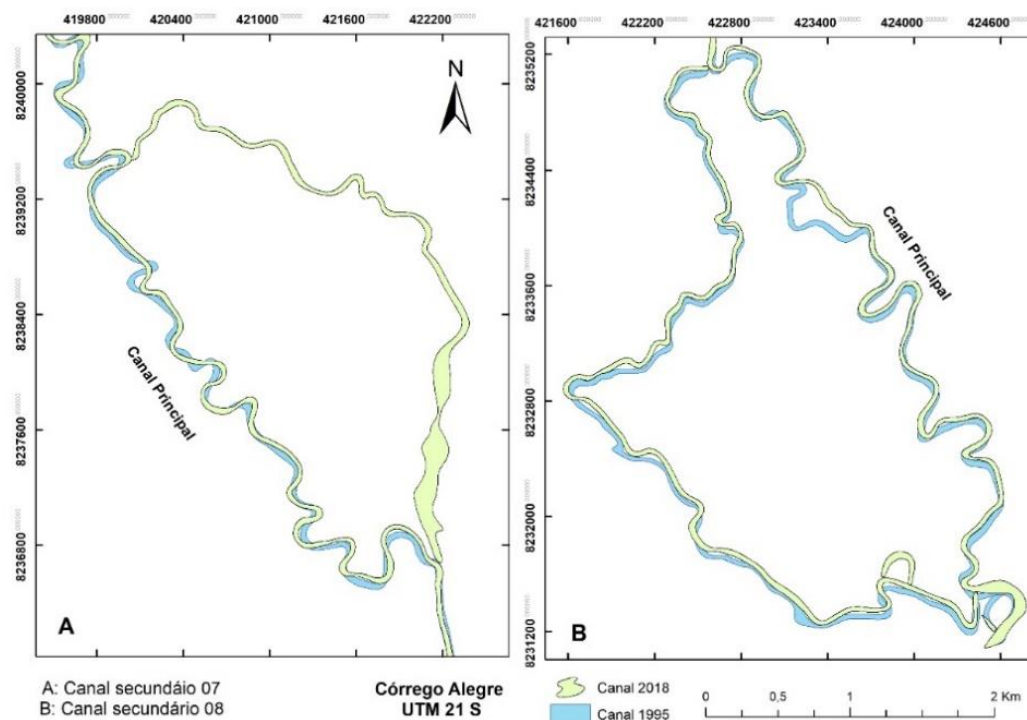 419800 420400 421000 421600 422200
421600 422200 422800 423400 424000 424600
8240000
8239200
8238400
8237600
8236800
N
Canal Principal
A
8235200
8234400
8233600
8232800
8232000
8231200
Canal Principal
B
A: Canal secundáio 07
B: Canal secundário 08
Córrego Alegre
UTM 21 S
Canal 2018
Canal 1995
0 0,5 1 2 Km